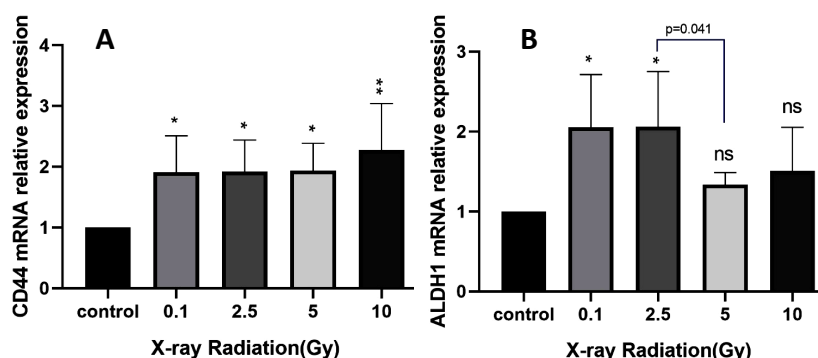 A
CD44 mRNA relative expression
4
3
2
1
0
*
*
*
**
control 0.1 2.5 5 10
X-ray Radiation(Gy)
B
ALDH1 mRNA relative expression
3
2
1
0
p=0.041
*
*
ns
ns
control 0.1 2.5 5 10
X-ray Radiation(Gy)